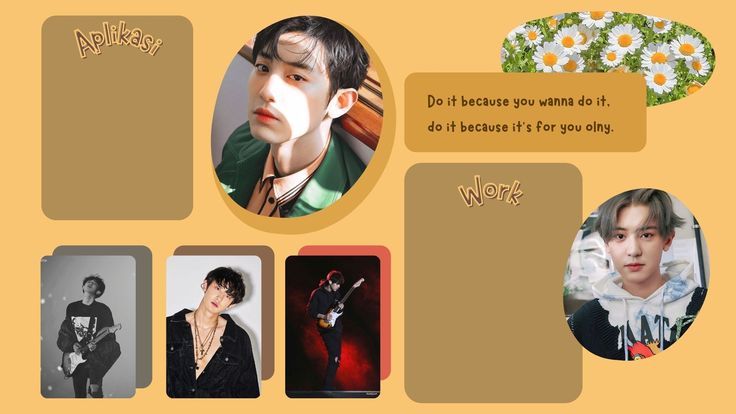 Aplikasi
Do it because you wanna do it,
do it because it's for you olny.
Work